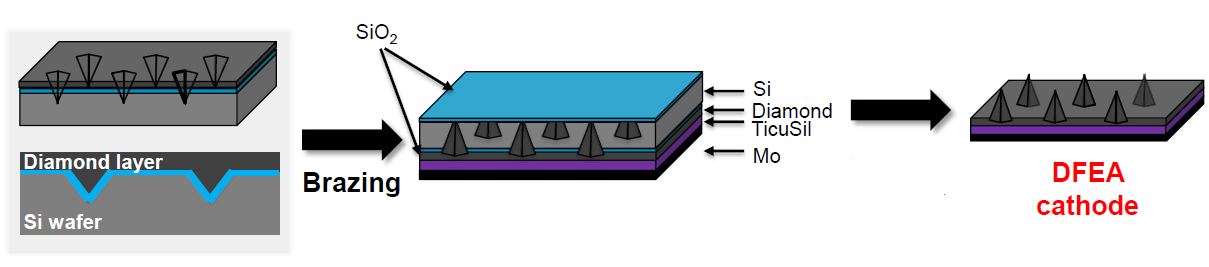 Diamond layer
Si wafer
Brazing
SiO2
Si
Diamond
TicuSil
Mo
DFEA
cathode